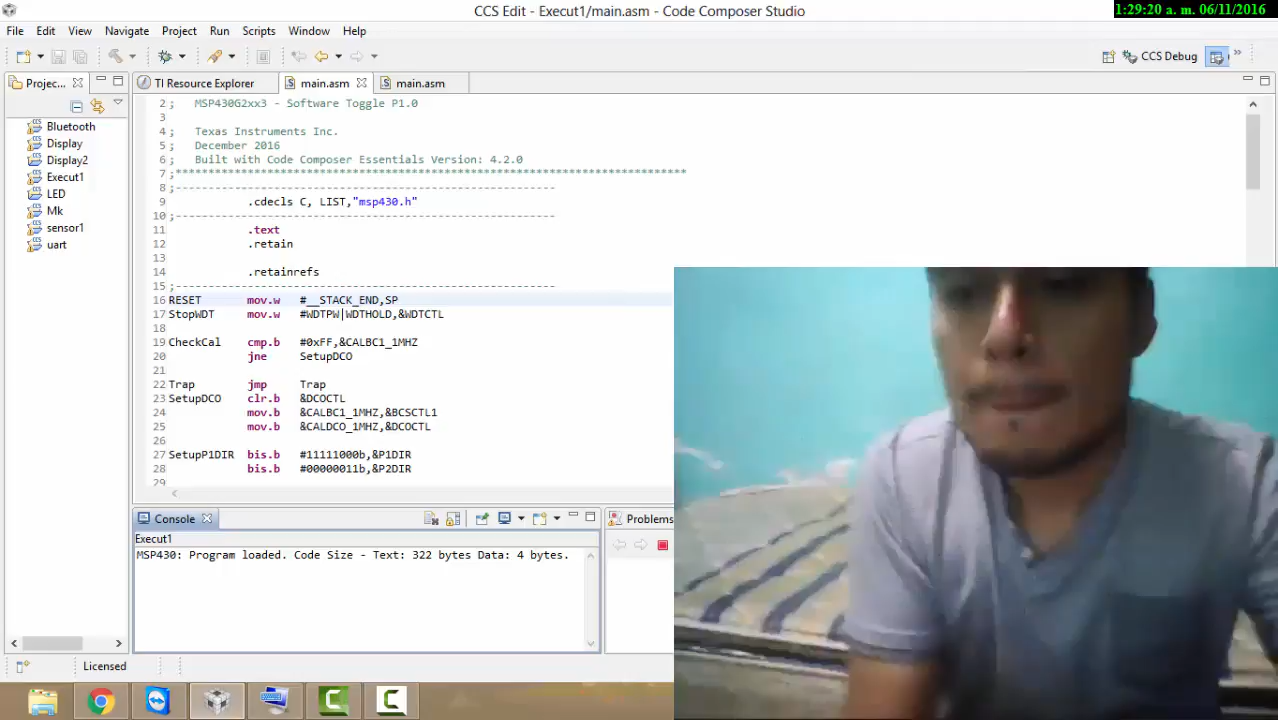 CCS Edit - Execut1/main.asm - Code Composer Studio
1:29:20 a. m. 06/11/2016
File Edit View Navigate Project Run Scripts Window Help
CCS Debug
Projec...
TI Resource Explorer
main.asm
main.asm
Bluetooth
Display
Display2
Execut1
LED
Mk
sensor1
uart
2 ; MSP430G2xx3 - Software Toggle P1.0
3
4 ; Texas Instruments Inc.
5 ; December 2016
6 ; Built with Code Composer Essentials Version: 4.2.0
7 ;*******************************************************************************
8 ;-----------------------------------------------------------
9 .cdecls C, LIST,"msp430.h"
10 ;-----------------------------------------------------------
11 .text
12 .retain
13
14 .retainrefs
15 ;-----------------------------------------------------------
16 RESET mov.w #__STACK_END,SP
17 StopWDT mov.w #WDTPW|WDTHOLD,&WDTCTL
18
19 CheckCal cmp.b #0xFF,&CALBC1_1MHZ
20 jne SetupDCO
21
22 Trap jmp Trap
23 SetupDCO clr.b &DCOCTL
24 mov.b &CALBC1_1MHZ,&BCSCTL1
25 mov.b &CALDCO_1MHZ,&DCOCTL
26
27 SetupP1DIR bis.b #11111000b,&P1DIR
28 bis.b #00000011b,&P2DIR
29
Console
Problems
Execut1
MSP430: Program loaded. Code Size - Text: 322 bytes Data: 4 bytes.
Licensed